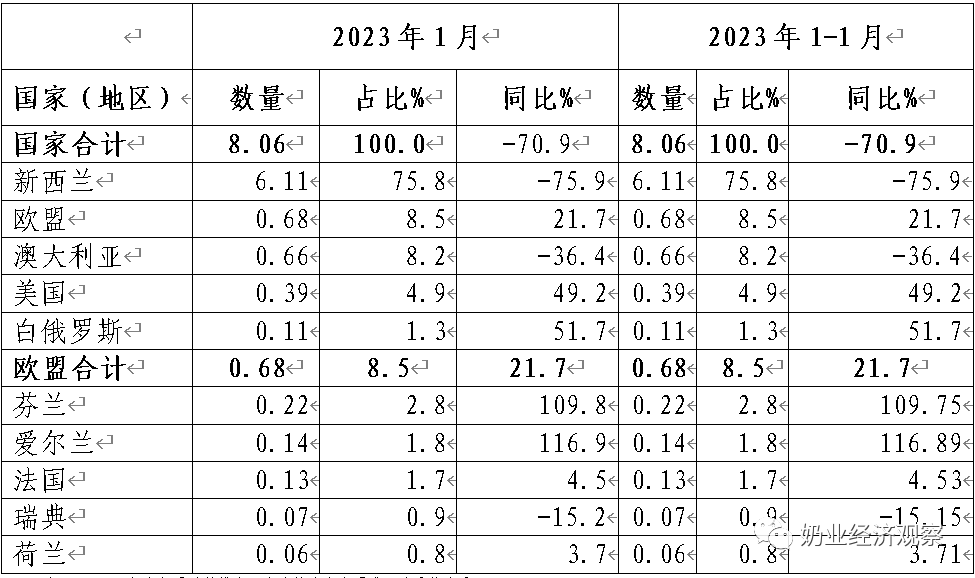 2023年1月 2023年1-1月
国家（地区） 数量 占比% 同比% 数量 占比% 同比%
国家合计 8.06 100.0 -70.9 8.06 100.0 -70.9
新西兰 6.11 75.8 -75.9 6.11 75.8 -75.9
欧盟 0.68 8.5 21.7 0.68 8.5 21.7
澳大利亚 0.66 8.2 -36.4 0.66 8.2 -36.4
美国 0.39 4.9 49.2 0.39 4.9 49.2
白俄罗斯 0.11 1.3 51.7 0.11 1.3 51.7
欧盟合计 0.68 8.5 21.7 0.68 8.5 21.7
芬兰 0.22 2.8 109.8 0.22 2.8 109.75
爱尔兰 0.14 1.8 116.9 0.14 1.8 116.89
法国 0.13 1.7 4.5 0.13 1.7 4.53
瑞典 0.07 0.9 -15.2 0.07 0.9 -15.15
荷兰 0.06 0.8 3.7 0.06 0.8 3.71
奶业经济观察